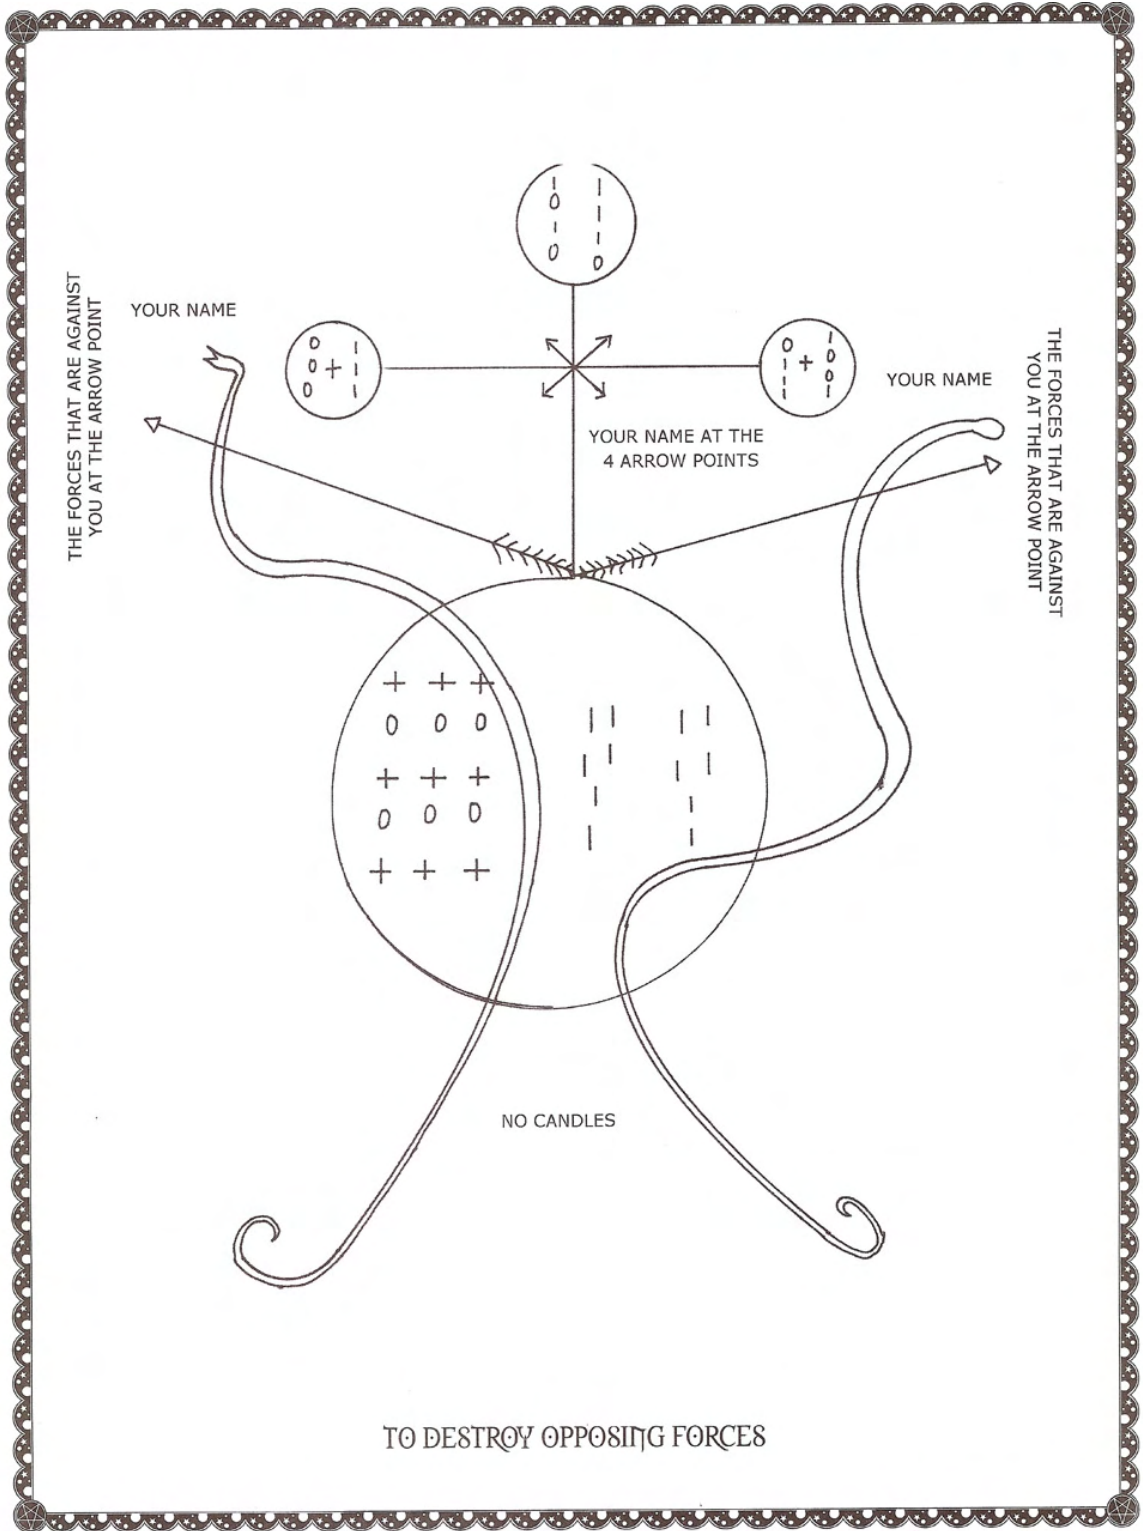 YOUR NAME
THE FORCES THAT ARE AGAINST
YOU AT THE ARROW POINT
YOUR NAME
THE FORCES THAT ARE AGAINST
YOU AT THE ARROW POINT
YOUR NAME AT THE
4 ARROW POINTS
NO CANDLES
TO DESTROY OPPOSING FORCES